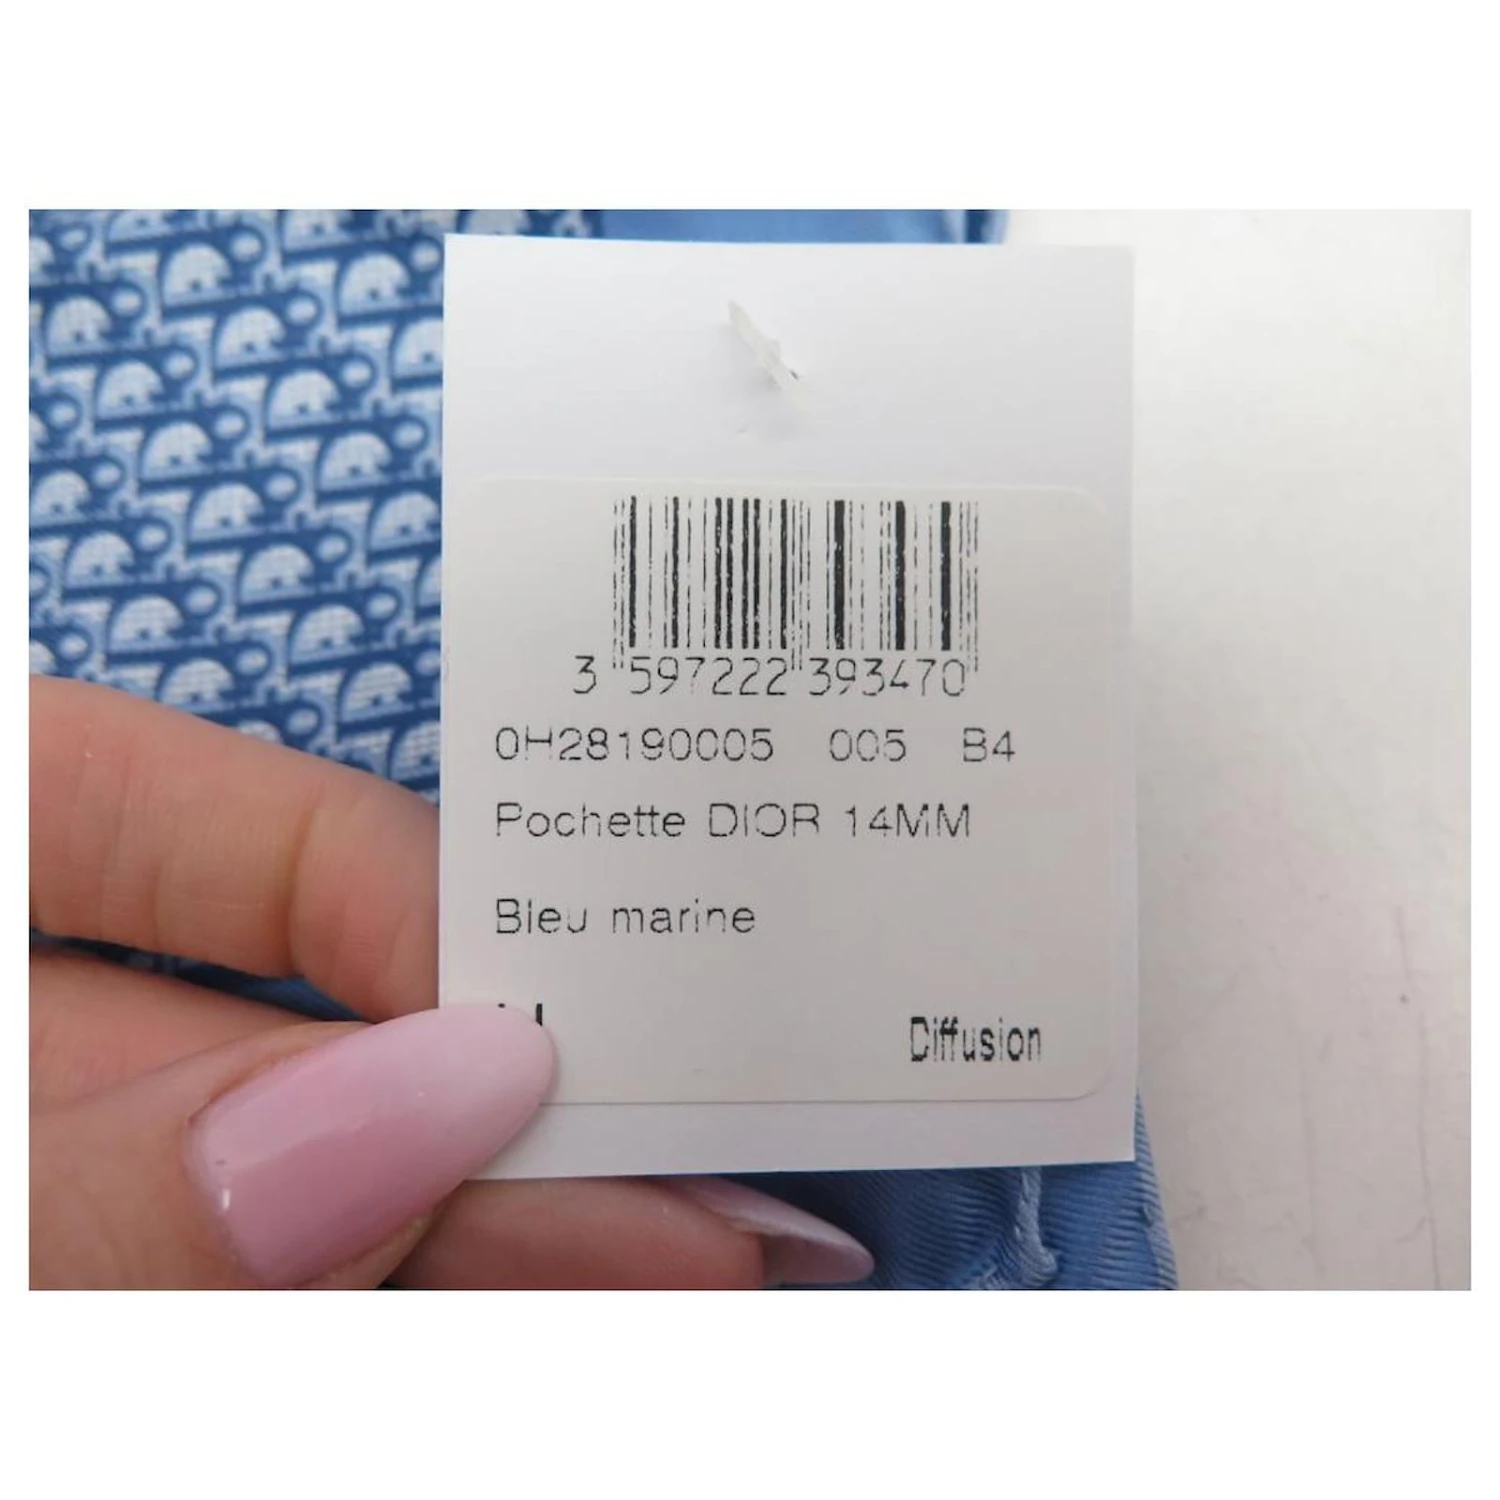 3 597222 393470
0H28190005 005 B4
Pochette DIOR 14MM
Bleu marine
Diffusion